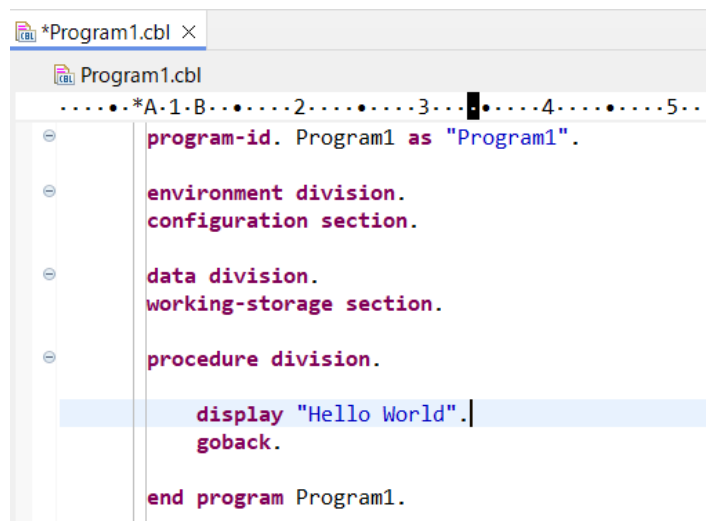 *Program1.cbl ×
Program1.cbl
····•·*A·1·B··•····2····•····3····•····4····•····5··
program-id. Program1 as "Program1".
environment division.
configuration section.
data division.
working-storage section.
procedure division.
display "Hello World".
goback.
end program Program1.